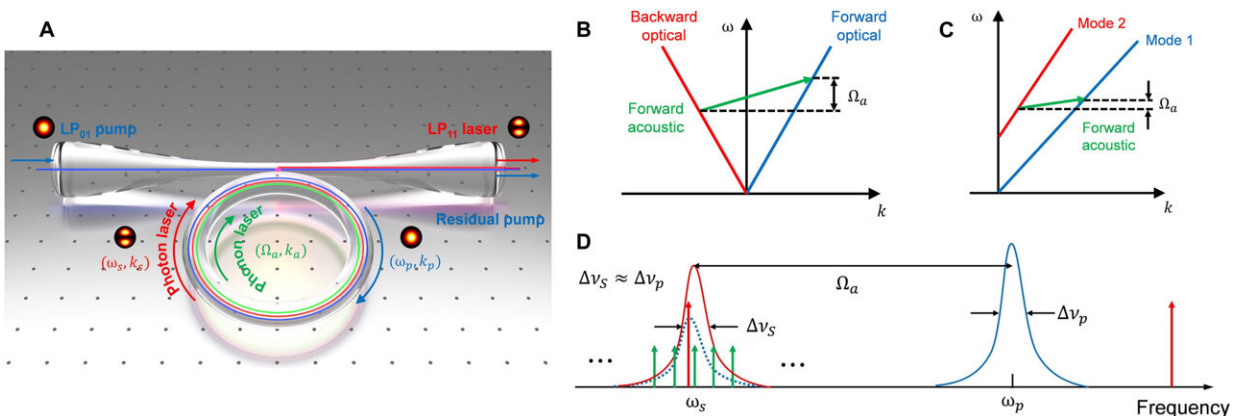 A
LP01 pump
LP11 laser
Residual pump
Photon laser
(ωs, ks)
Phonon laser
(Ωa, ka)
(ωp, kp)
B
Backward
optical
ω
Forward
optical
Ωa
Forward
acoustic
k
C
ω
Mode 2
Mode 1
Ωa
Forward
acoustic
k
D
Δνs ≈ Δνp
Ωa
Δνs
Δνp
...
...
ωs
ωp
Frequency